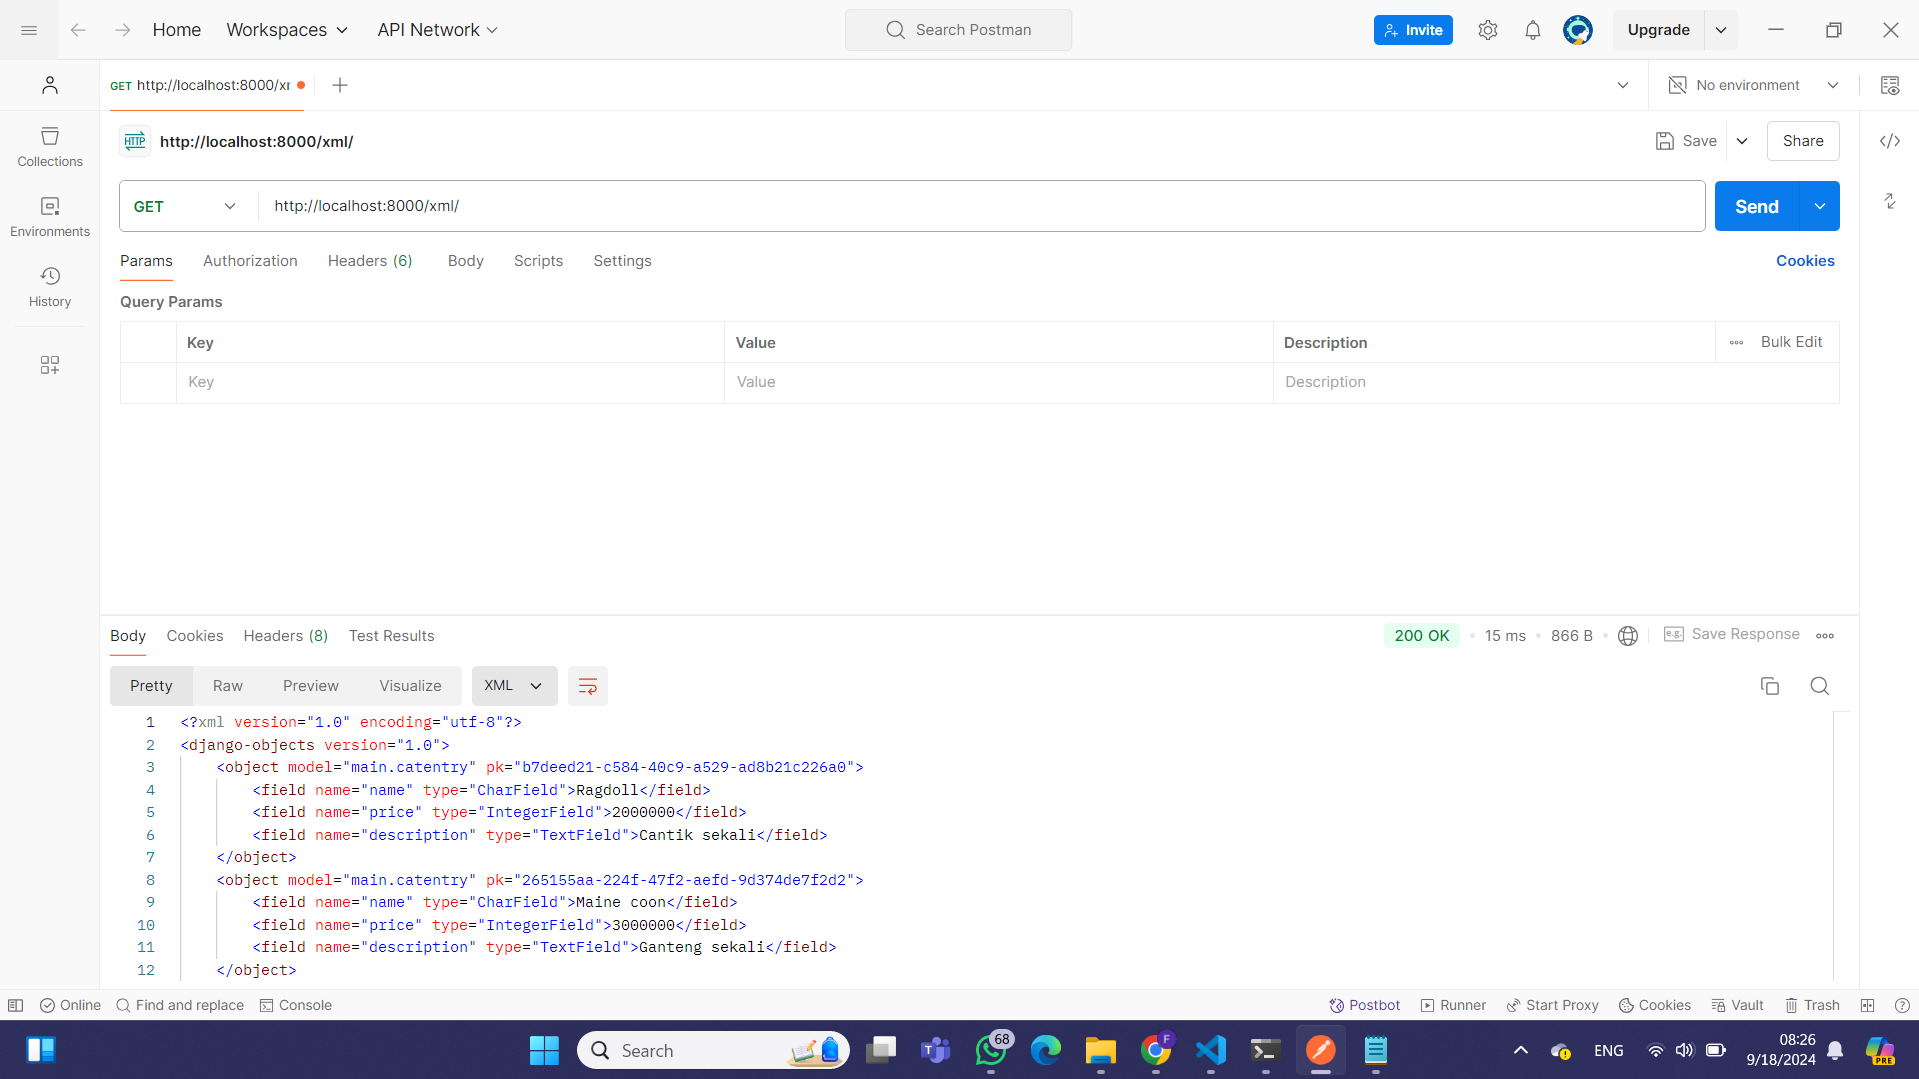 Home Workspaces API Network Search Postman Invite Upgrade
GET http://localhost:8000/xr No environment
HTTP http://localhost:8000/xml/ Save Share
Collections
GET http://localhost:8000/xml/ Send
Environments
Params Authorization Headers (6) Body Scripts Settings Cookies
History
Query Params
Key Value Description Bulk Edit
Key Value Description
Body Cookies Headers (8) Test Results 200 OK 15 ms 866 B e.g. Save Response
Pretty Raw Preview Visualize XML
1 <?xml version="1.0" encoding="utf-8"?>
2 <django-objects version="1.0">
3 <object model="main.catentry" pk="b7deed21-c584-40c9-a529-ad8b21c226a0">
4 <field name="name" type="CharField">Ragdoll</field>
5 <field name="price" type="IntegerField">2000000</field>
6 <field name="description" type="TextField">Cantik sekali</field>
7 </object>
8 <object model="main.catentry" pk="265155aa-224f-47f2-aefd-9d374de7f2d2">
9 <field name="name" type="CharField">Maine coon</field>
10 <field name="price" type="IntegerField">3000000</field>
11 <field name="description" type="TextField">Ganteng sekali</field>
12 </object>
Online Find and replace Console Postbot Runner Start Proxy Cookies Vault Trash
Search 68 F ENG 08:26
9/18/2024 PRE